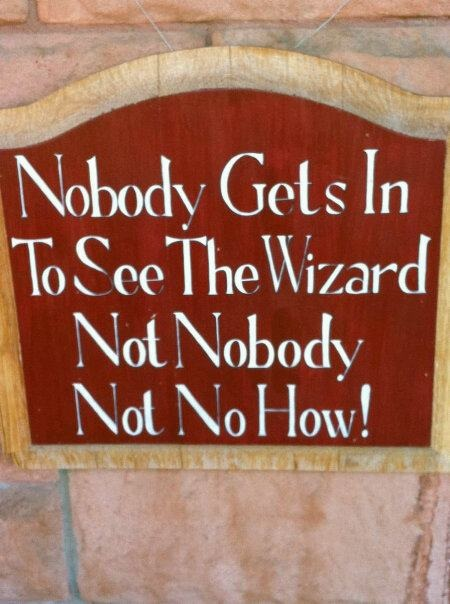 Nobody Gets In
To See The Wizard
Not Nobody
Not No How!